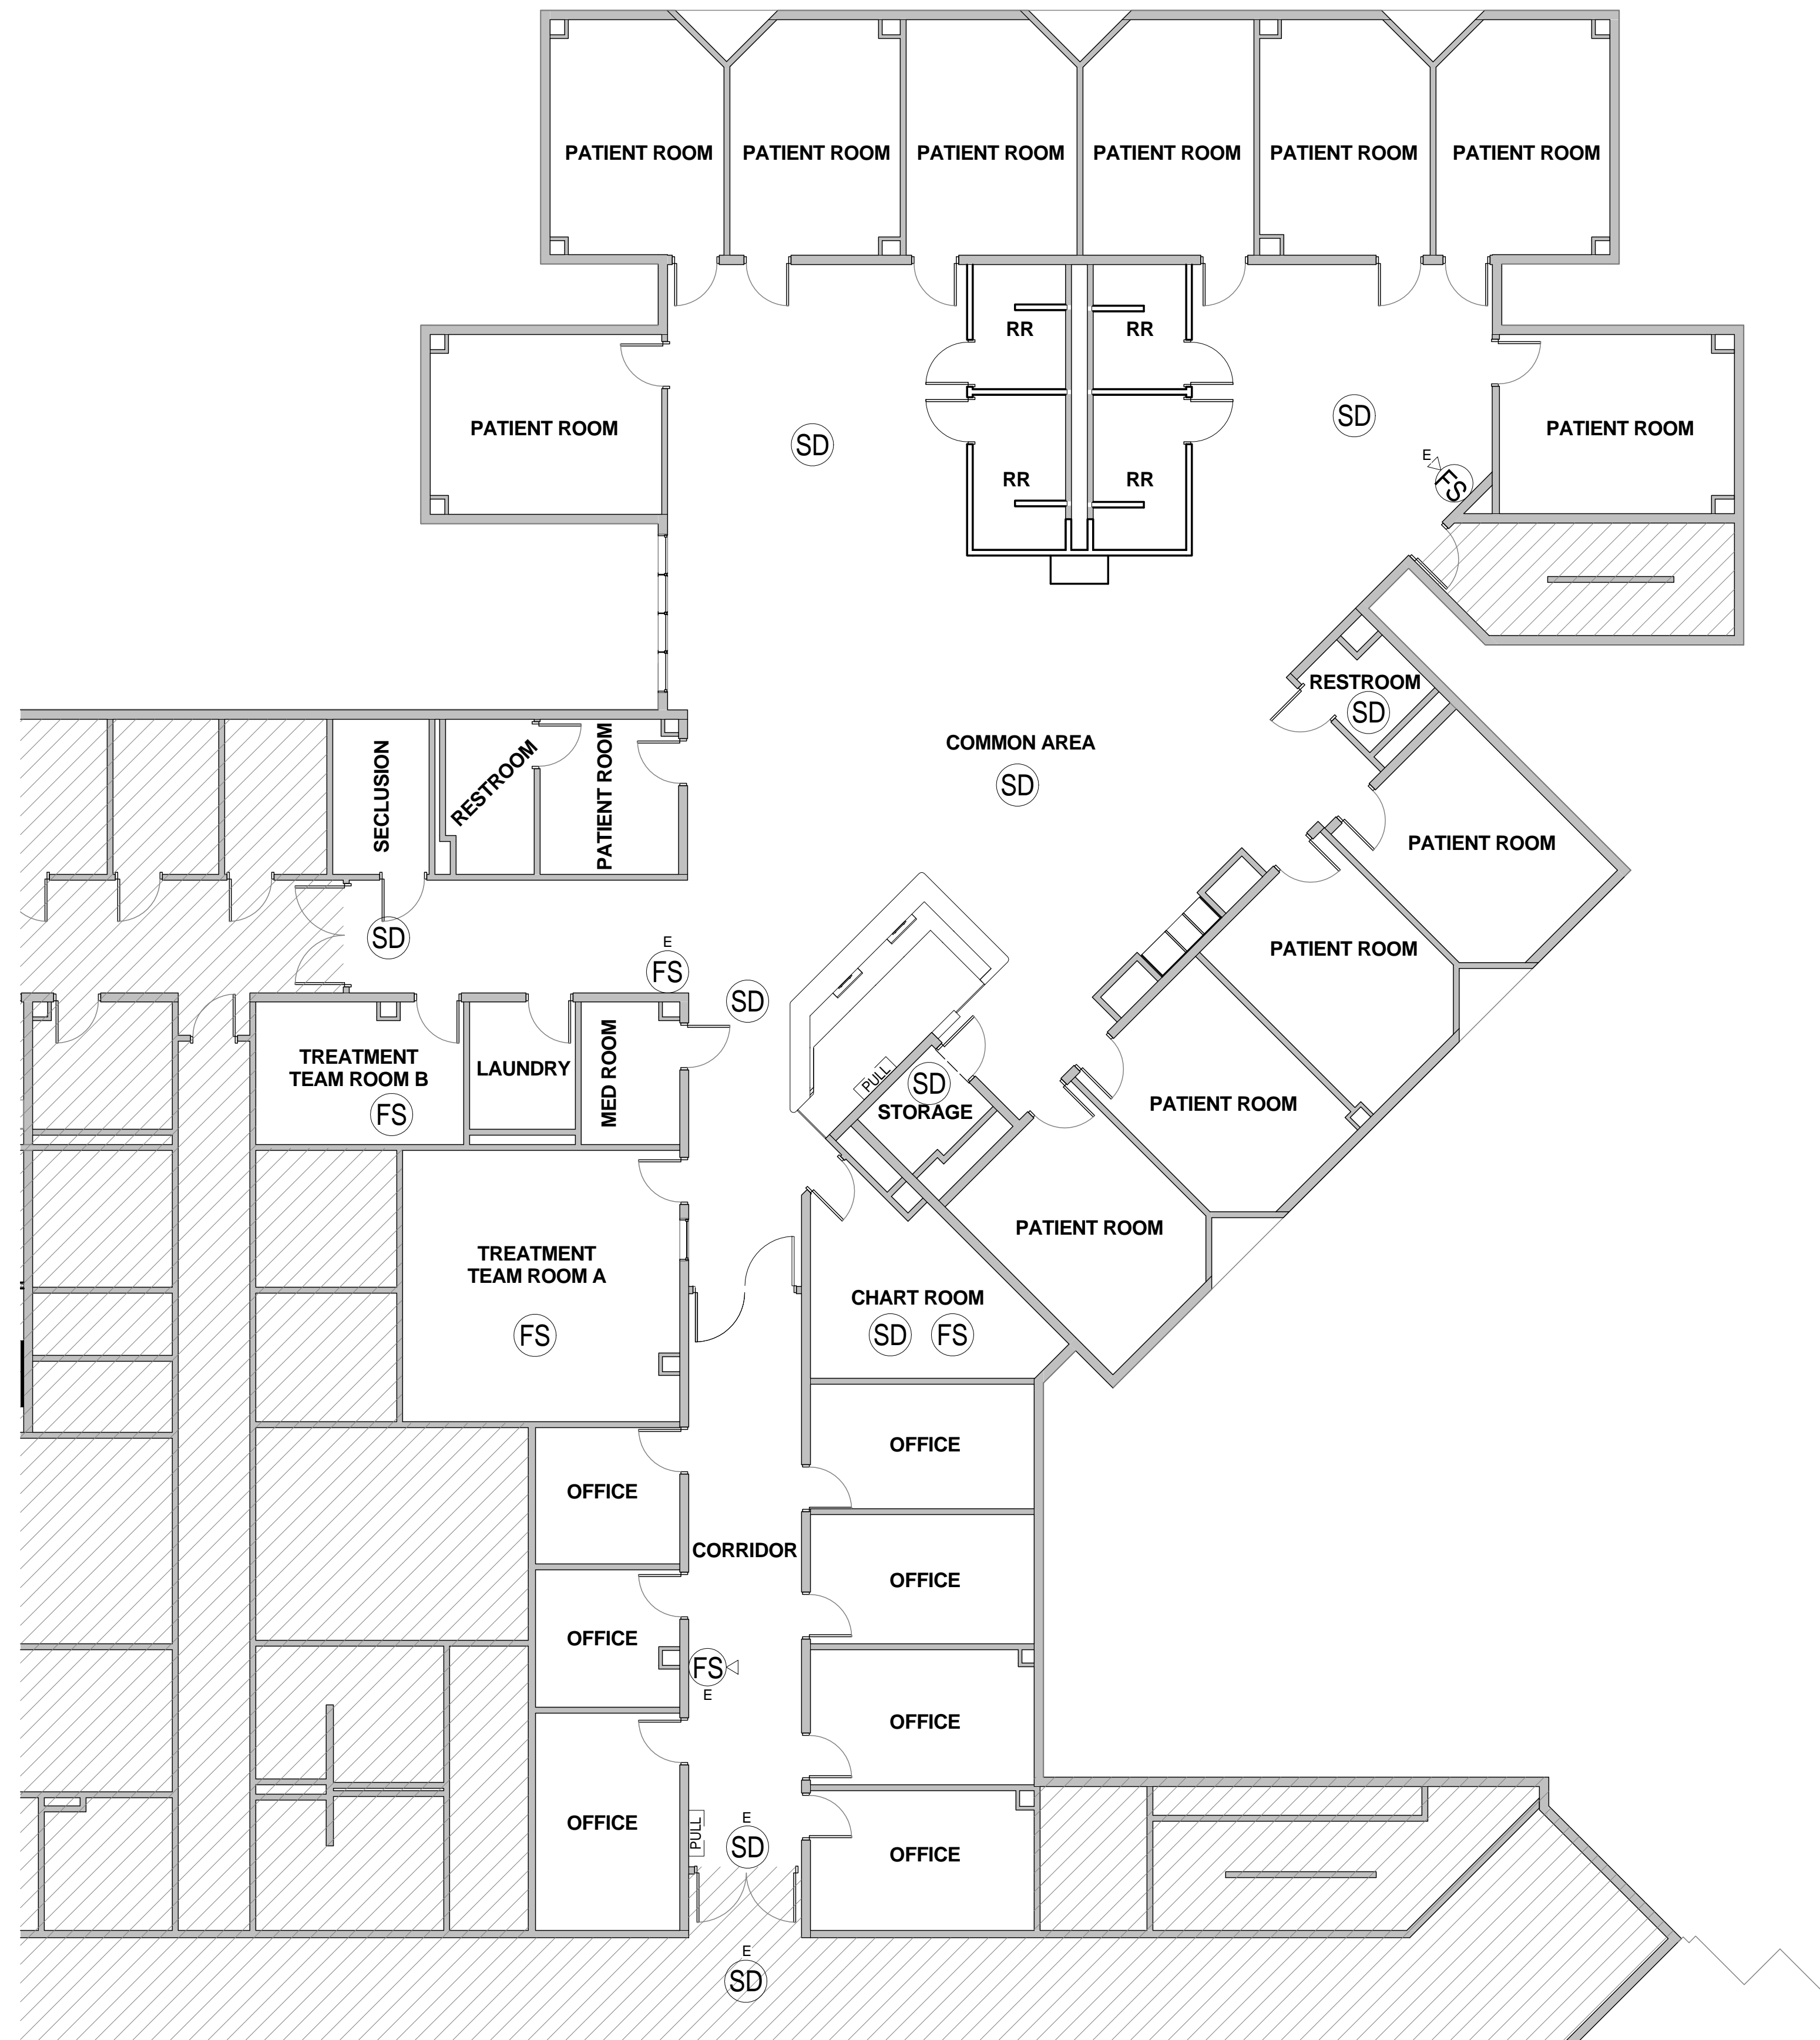 PATIENT ROOM
PATIENT ROOM
PATIENT ROOM
PATIENT ROOM
PATIENT ROOM
PATIENT ROOM
RR
RR
PATIENT ROOM
SD
SD
PATIENT ROOM
E
FS
RR
RR
RESTROOM
SD
SECLUSION
RESTROOM
PATIENT ROOM
COMMON AREA
SD
PATIENT ROOM
SD
E
FS
SD
PATIENT ROOM
TREATMENT
TEAM ROOM B
FS
LAUNDRY
MED ROOM
PULL
SD
STORAGE
PATIENT ROOM
PATIENT ROOM
TREATMENT
TEAM ROOM A
FS
CHART ROOM
SD
FS
OFFICE
OFFICE
CORRIDOR
OFFICE
OFFICE
FS
E
OFFICE
OFFICE
PULL
E
SD
OFFICE
E
SD